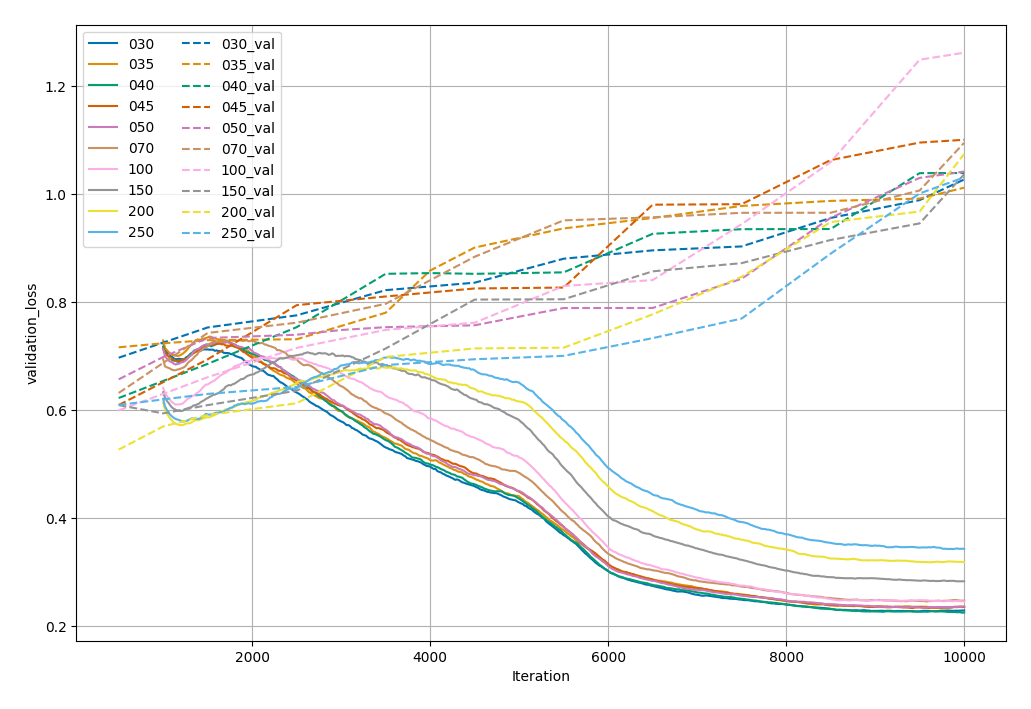 030 030_val
035 035_val
040 040_val
045 045_val
050 050_val
070 070_val
100 100_val
150 150_val
200 200_val
250 250_val
validation_loss
1.2
1.0
0.8
0.6
0.4
0.2
2000 4000 6000 8000 10000
Iteration